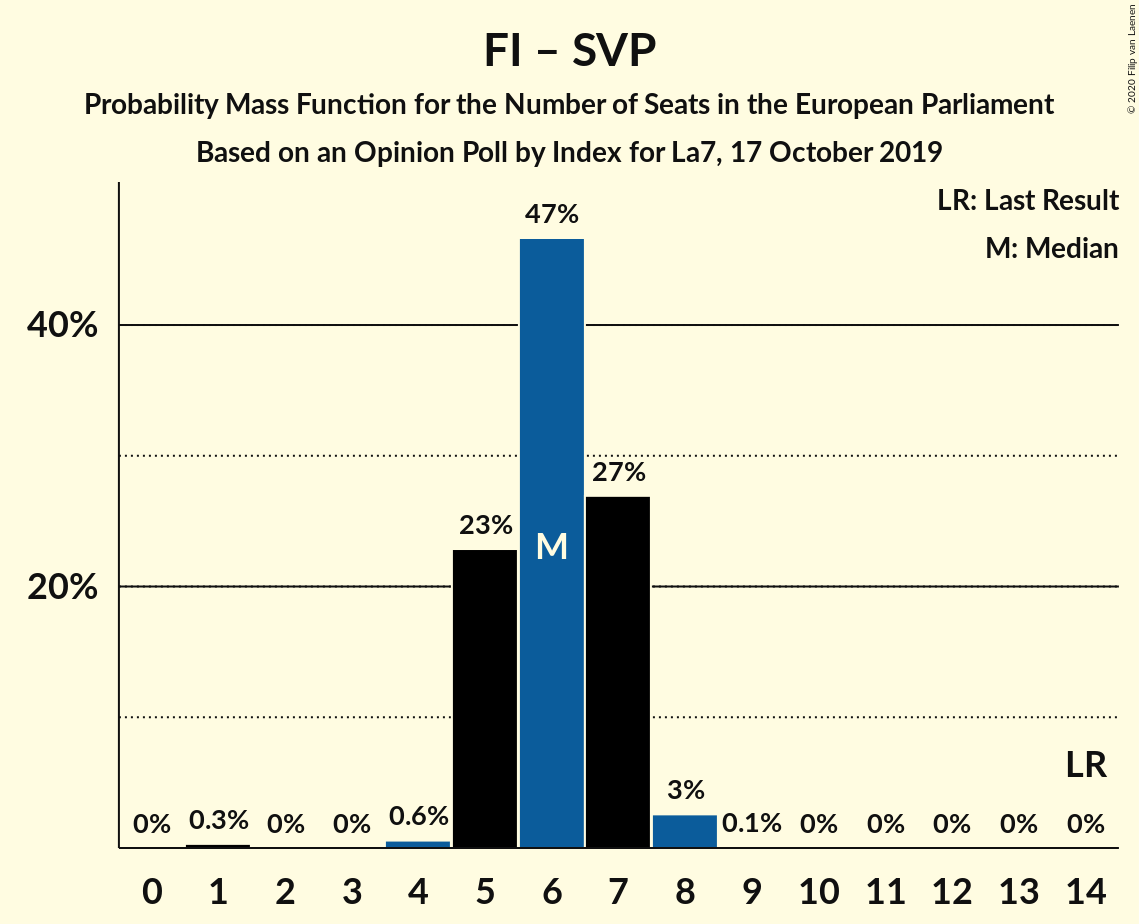 FI – SVP
Probability Mass Function for the Number of Seats in the European Parliament
Based on an Opinion Poll by Index for La7, 17 October 2019
© 2020 Filip van Laenen
LR: Last Result
M: Median
47%
40%
27%
23%
M
20%
LR
3%
0% 0.3% 0% 0% 0.6% 0.1% 0% 0% 0% 0% 0%
0 1 2 3 4 5 6 7 8 9 10 11 12 13 14